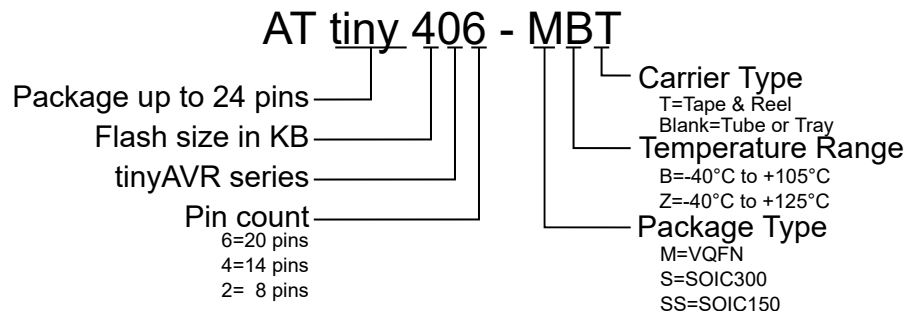 AT tiny 406 - MBT
Package up to 24 pins
Flash size in KB
tinyAVR series
Pin count
6=20 pins
4=14 pins
2= 8 pins
Carrier Type
T=Tape & Reel
Blank=Tube or Tray
Temperature Range
B=-40°C to +105°C
Z=-40°C to +125°C
Package Type
M=VQFN
S=SOIC300
SS=SOIC150